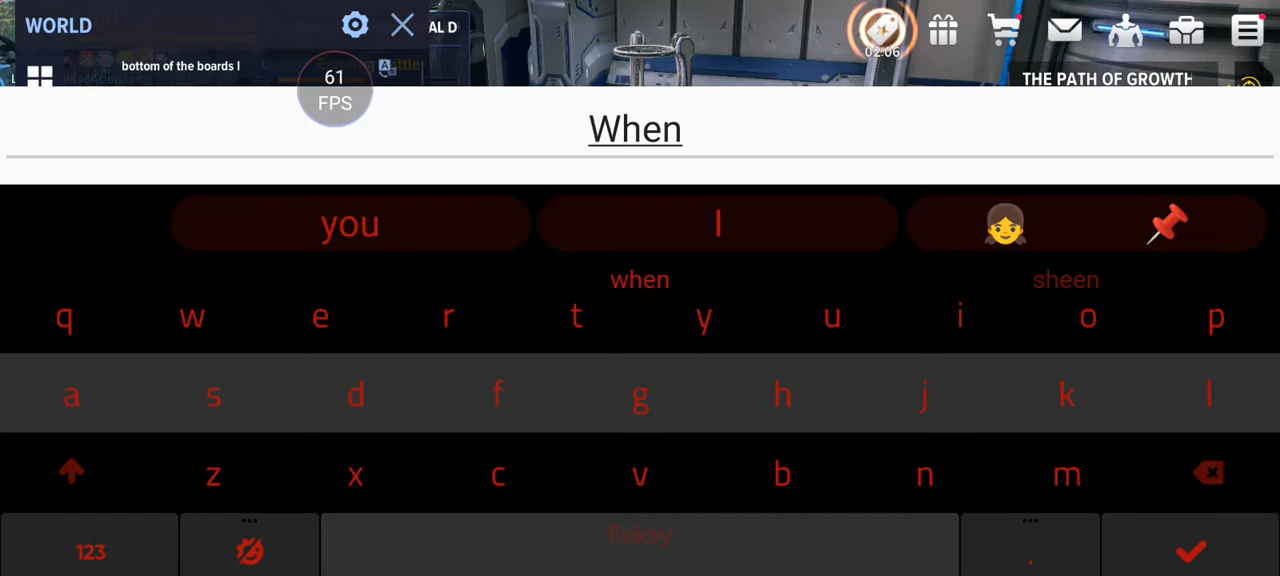 WORLD
AL D
bottom of the boards I
61
FPS
02:06
THE PATH OF GROWTH
When
you I
when sheen
q w e r t y u i o p
a s d f g h j k l
z x c v b n m
fleksy
123 .